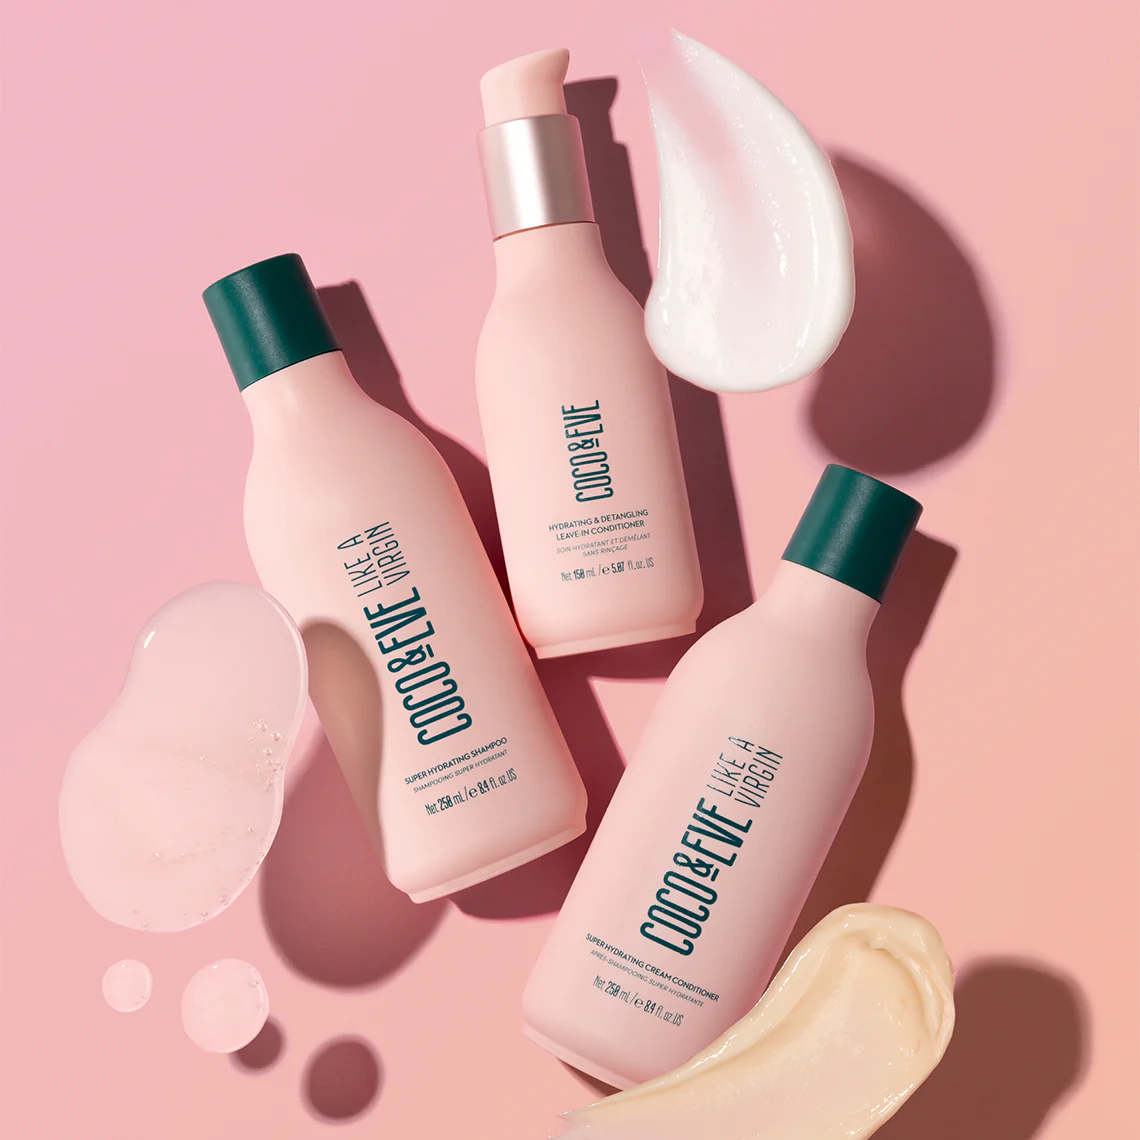 COCO&EVE
HYDRATING & DETANGLING
LEAVE-IN CONDITIONER
SOIN HYDRATANT ET DÉMÊLANT
SANS RINÇAGE
Net 150 mL / e 5.07 fl. oz. US
COCO&EVE LIKE A
VIRGIN
SUPER HYDRATING SHAMPOO
SHAMPOOING SUPER HYDRATANT
Net 250 mL / e 8.4 fl. oz. US
COCO&EVE LIKE A
VIRGIN
SUPER HYDRATING CREAM CONDITIONER
APRÈS-SHAMPOOING SUPER HYDRATANTE
Net 250 mL / e 8.4 fl. oz. US